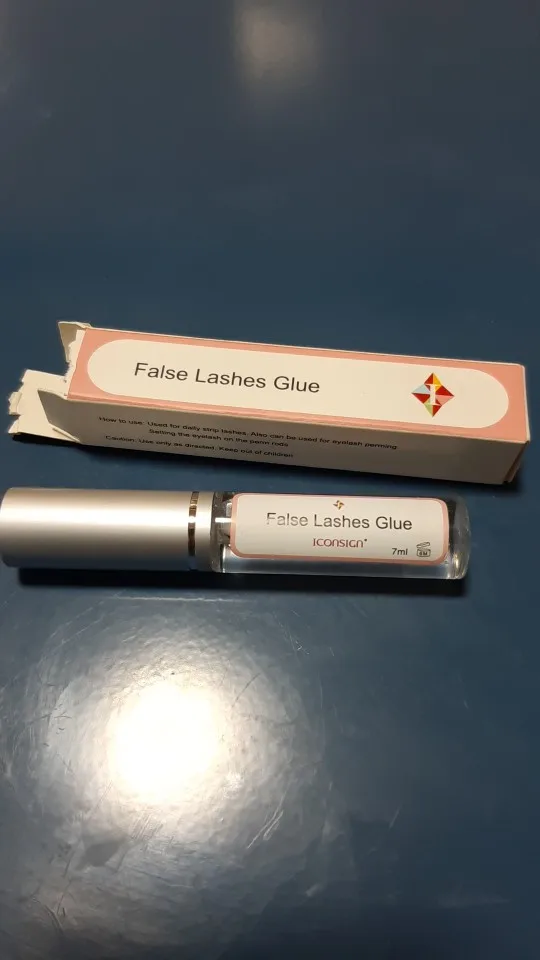 False Lashes Glue
How to use: Used for daily strip lashes. Also can be used for eyelash perming
Setting the eyelash on the perm rods
Caution: Use only as directed. Keep out of children
False Lashes Glue
ICONSIGN
7ml